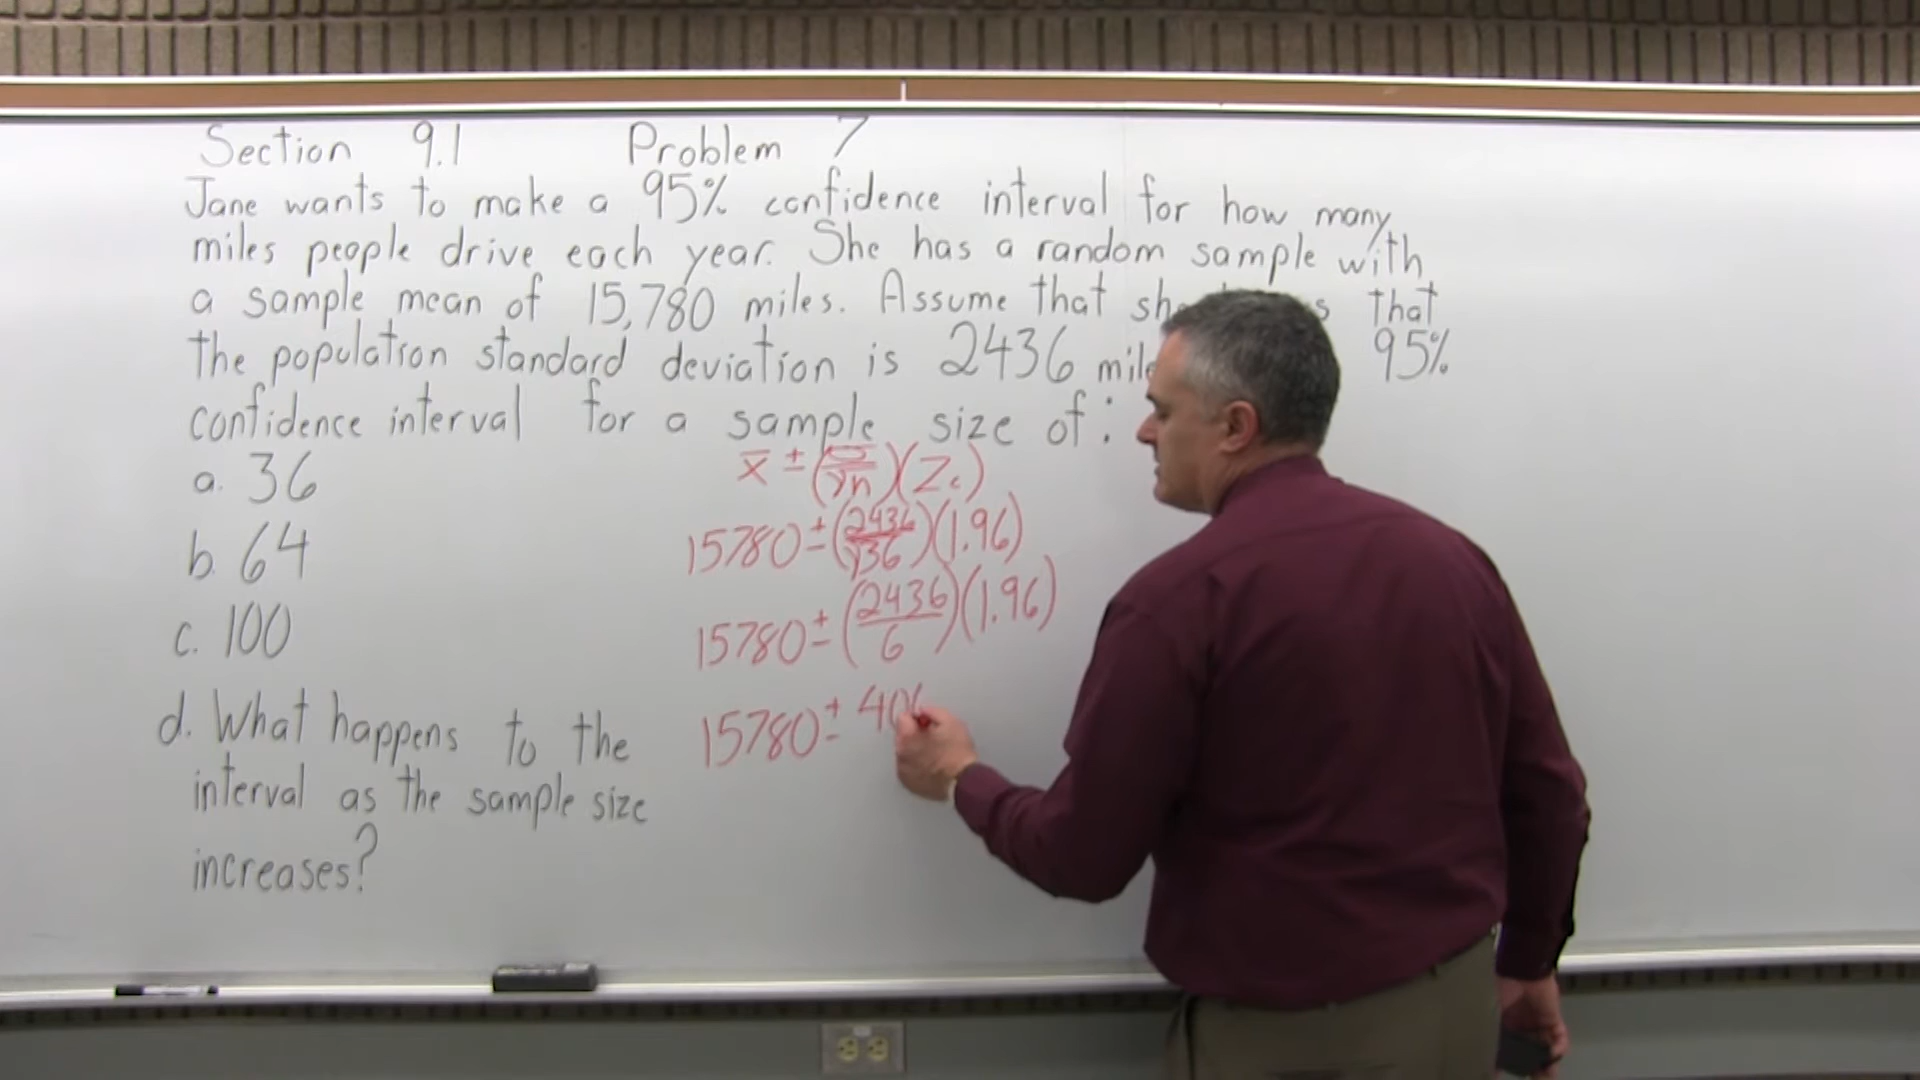 Section 9.1 Problem 7
Jane wants to make a 95% confidence interval for how many
miles people drive each year. She has a random sample with
a sample mean of 15,780 miles. Assume that that
the population standard deviation is 2436 95%
confidence interval for a sample size of:
a. 36
b. 64
c. 100
d. What happens to the
interval as the sample size
increases?
x̄ ± (σ/√n)(Zc)
15780 ± (2436/√36)(1.96)
15780 ± (2436/6)(1.96)
15780 ± 406